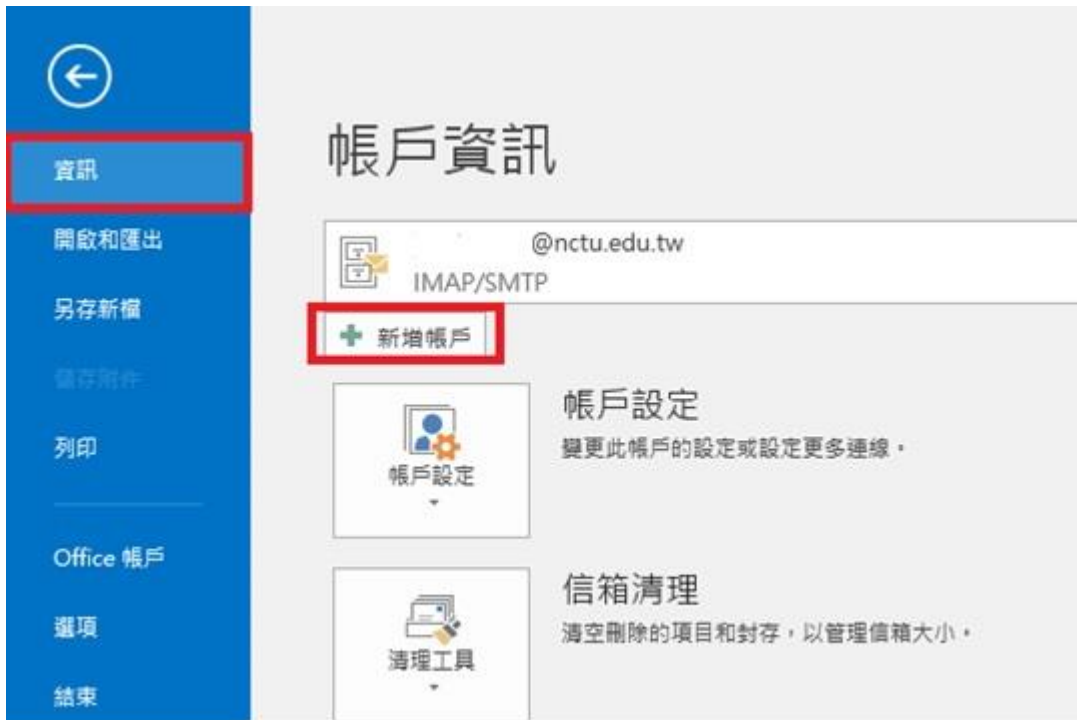 資訊
開啟和匯出
另存新檔
儲存附件
列印
Office 帳戶
選項
結束
帳戶資訊
@nctu.edu.tw
IMAP/SMTP
新增帳戶
帳戶設定
帳戶設定
變更此帳戶的設定或設定更多連線。
清理工具
信箱清理
清空刪除的項目和封存，以管理信箱大小。